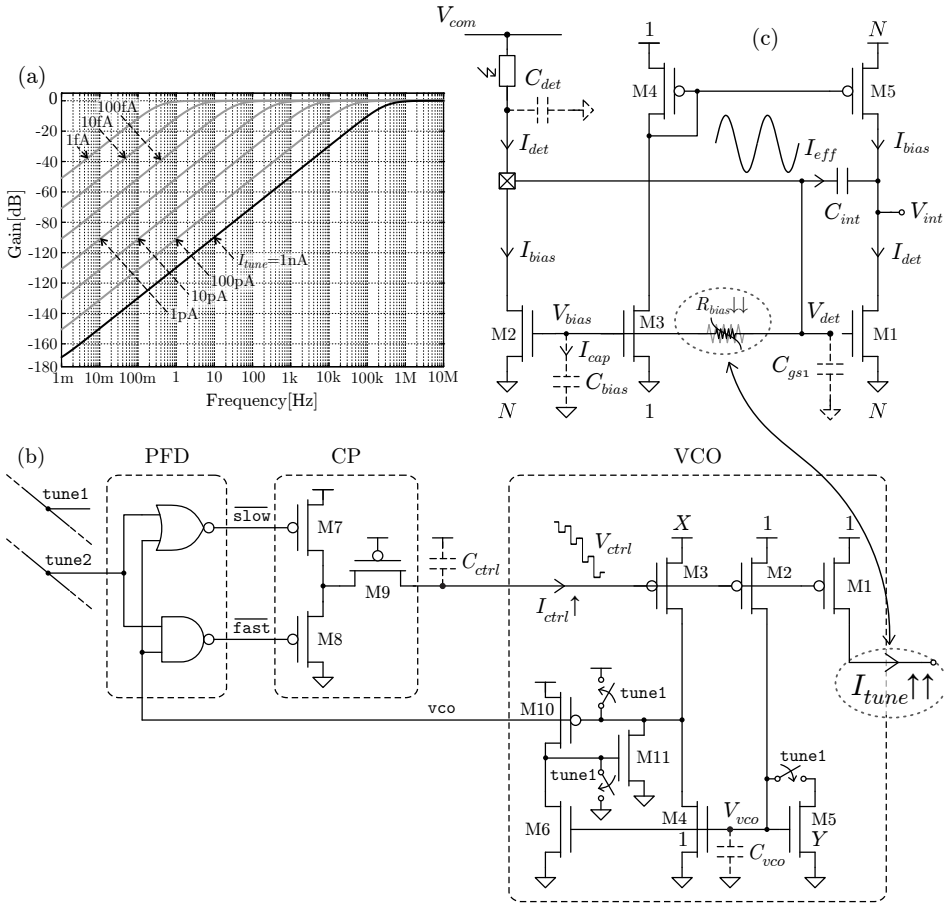 (a)
Gain[dB]
0
-20
-40
-60
-80
-100
-120
-140
-160
-180
1m 10m 100m 1 10 100 1k 10k 100k 1M 10M
Frequency[Hz]
100fA
10fA
1fA
I_tune=1nA
100pA
10pA
1pA
(c)
V_com
C_det
I_det
I_bias
M2
N
V_bias
I_cap
C_bias
1
M4
M3
1
R_bias↓↓
N
M5
I_eff
I_bias
C_int
V_int
I_det
V_det
M1
C_gs1
N
(b)
PFD
CP
VCO
tune1
tune2
slow
fast
M7
M8
M9
C_ctrl
V_ctrl
I_ctrl↑
X
M3
1
M2
1
M1
I_tune↑↑
vco
M10
tune1
M11
tune1
M6
M4
1
V_vco
C_vco
tune1
M5
Y